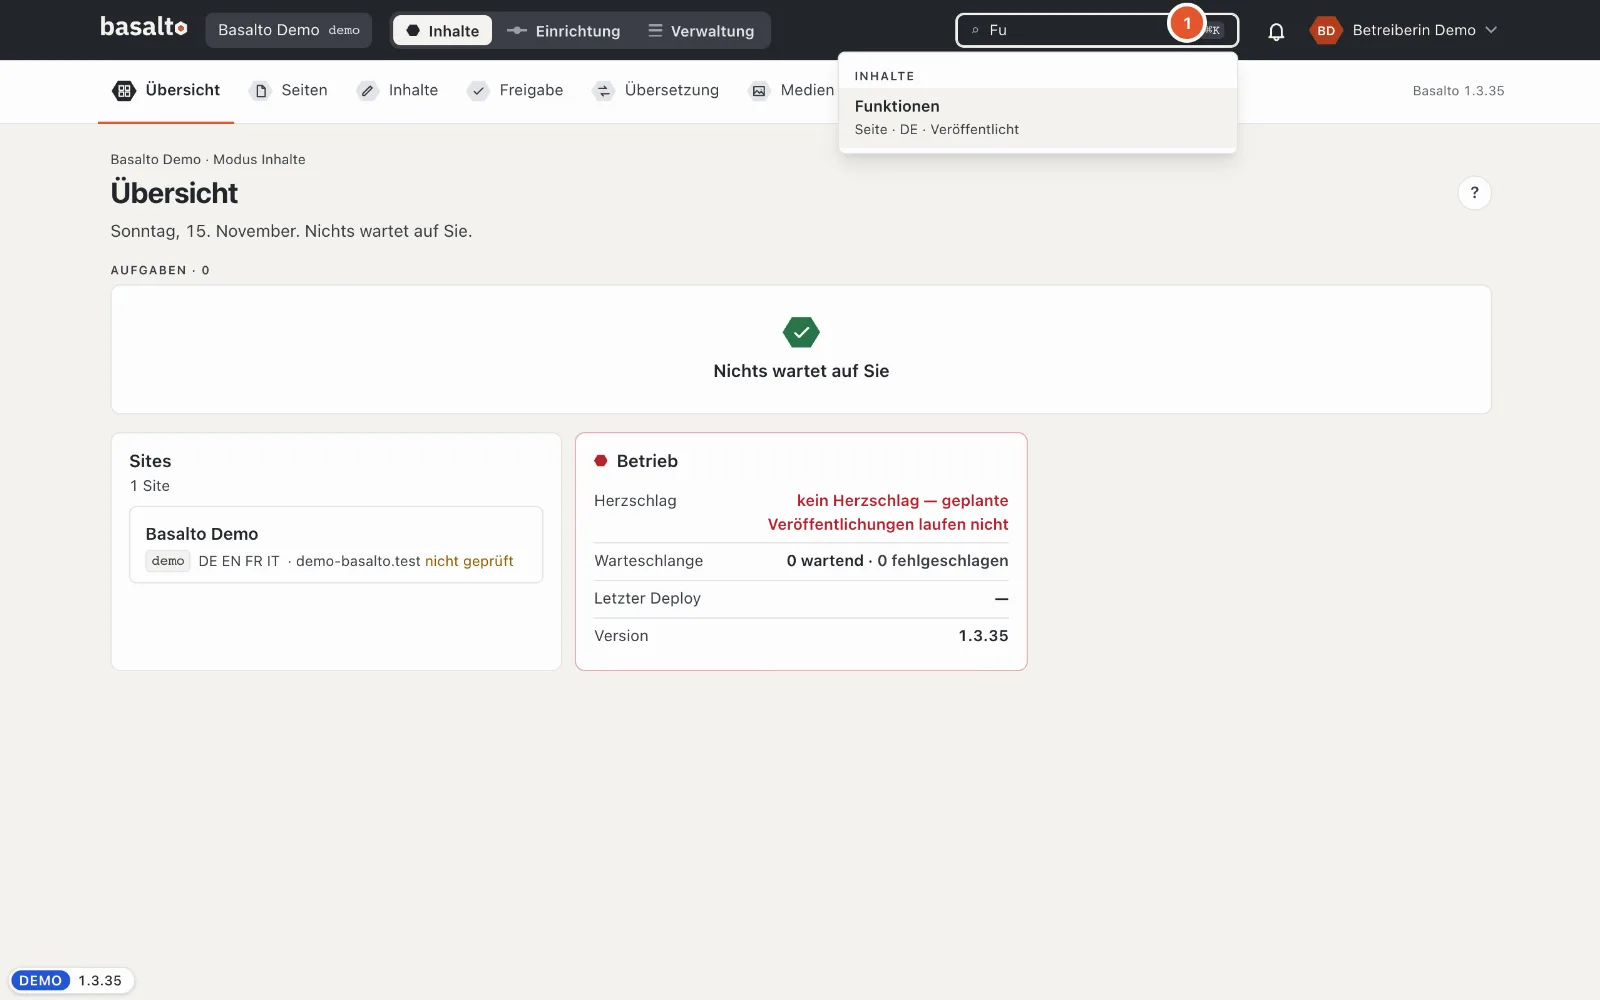 basalto
Basalto Demo demo
Inhalte
Einrichtung
Verwaltung
Fu
1
Betreiberin Demo
BD
Übersicht
Seiten
Inhalte
Freigabe
Übersetzung
Medien
Basalto 1.3.35
INHALTE
Funktionen
Seite · DE · Veröffentlicht
Basalto Demo · Modus Inhalte
Übersicht
?
Sonntag, 15. November. Nichts wartet auf Sie.
AUFGABEN · 0
Nichts wartet auf Sie
Sites
1 Site
Basalto Demo
demo DE EN FR IT · demo-basalto.test nicht geprüft
Betrieb
Herzschlag kein Herzschlag — geplante
Veröffentlichungen laufen nicht
Warteschlange 0 wartend · 0 fehlgeschlagen
Letzter Deploy —
Version 1.3.35
DEMO 1.3.35